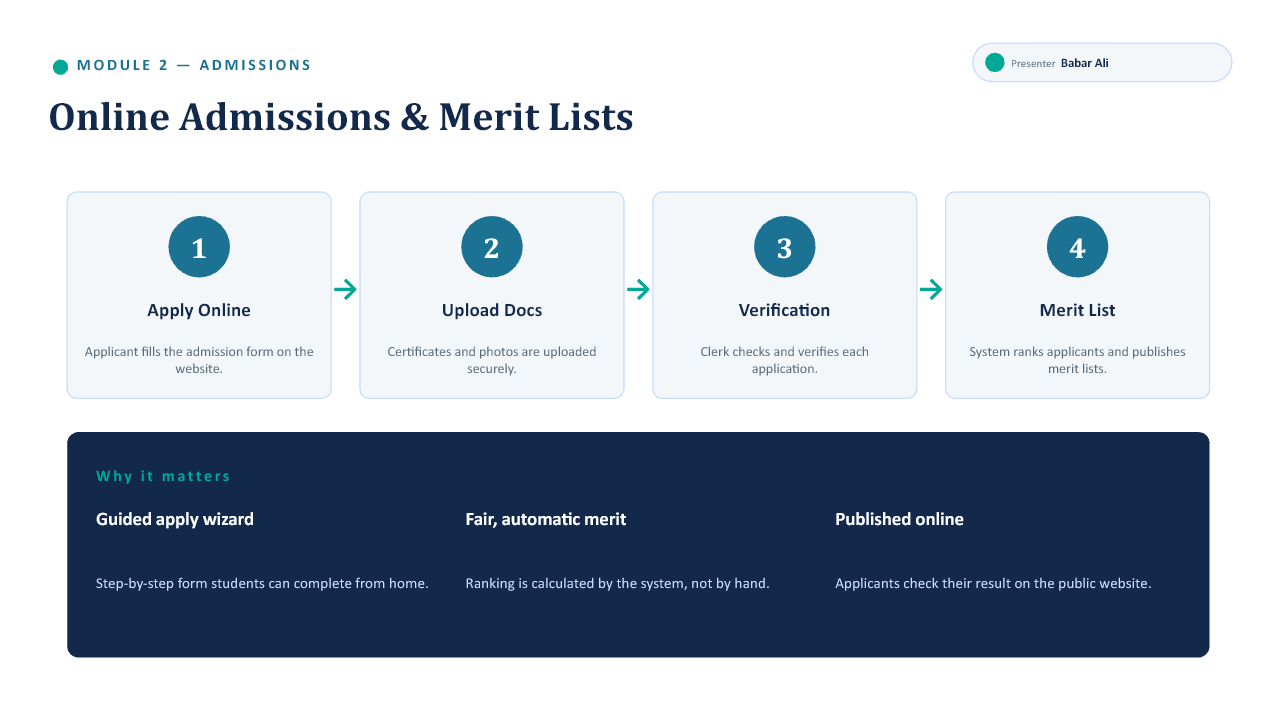 MODULE 2 — ADMISSIONS
Presenter Babar Ali
Online Admissions & Merit Lists
1
Apply Online
Applicant fills the admission form on the
website.
2
Upload Docs
Certificates and photos are uploaded
securely.
3
Verification
Clerk checks and verifies each
application.
4
Merit List
System ranks applicants and publishes
merit lists.
Why it matters
Guided apply wizard
Step-by-step form students can complete from home.
Fair, automatic merit
Ranking is calculated by the system, not by hand.
Published online
Applicants check their result on the public website.